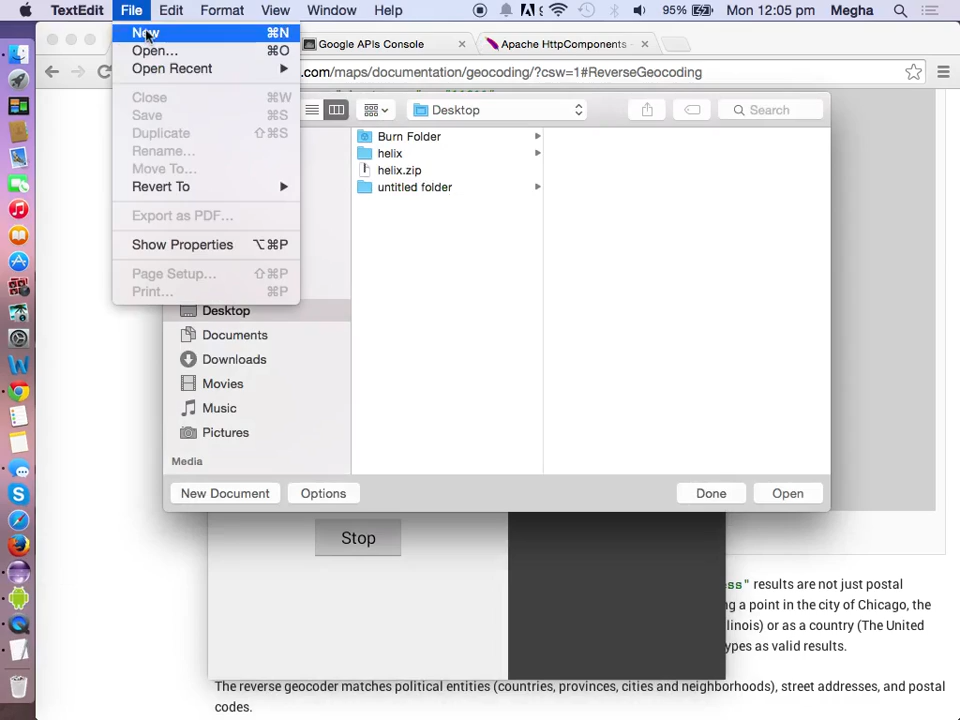 TextEdit File Edit Format View Window Help 95% Mon 12:05 pm Megha
New ⌘N
Open... ⌘O
Open Recent
Close ⌘W
Save ⌘S
Duplicate ⇧⌘S
Rename...
Move To...
Revert To
Export as PDF...
Show Properties ⌥⌘P
Page Setup... ⇧⌘P
Print... ⌘P
Google APIs Console
Apache HttpComponents
.com/maps/documentation/geocoding/?csw=1#ReverseGeocoding
Desktop
Search
Burn Folder
helix
helix.zip
untitled folder
Desktop
Documents
Downloads
Movies
Music
Pictures
Media
New Document Options Done Open
Stop
ss" results are not just postal
g a point in the city of Chicago, the
linois) or as a country (The United
ypes as valid results.
The reverse geocoder matches political entities (countries, provinces, cities and neighborhoods), street addresses, and postal
codes.